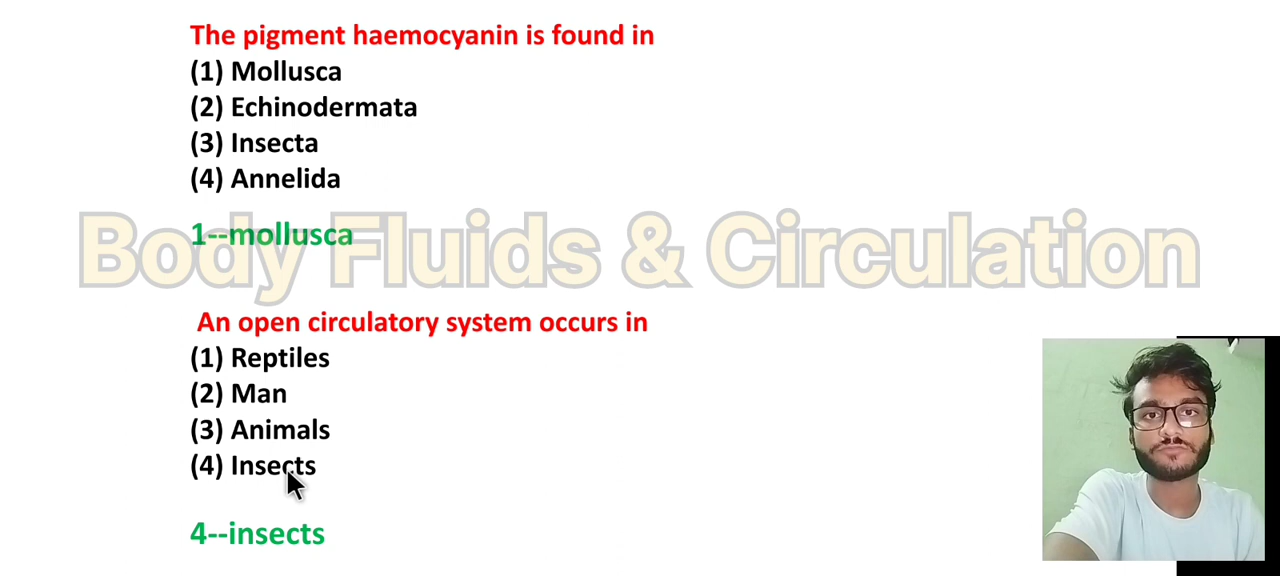 The pigment haemocyanin is found in
(1) Mollusca
(2) Echinodermata
(3) Insecta
(4) Annelida
1--mollusca
Body Fluids & Circulation
An open circulatory system occurs in
(1) Reptiles
(2) Man
(3) Animals
(4) Insects
4--insects